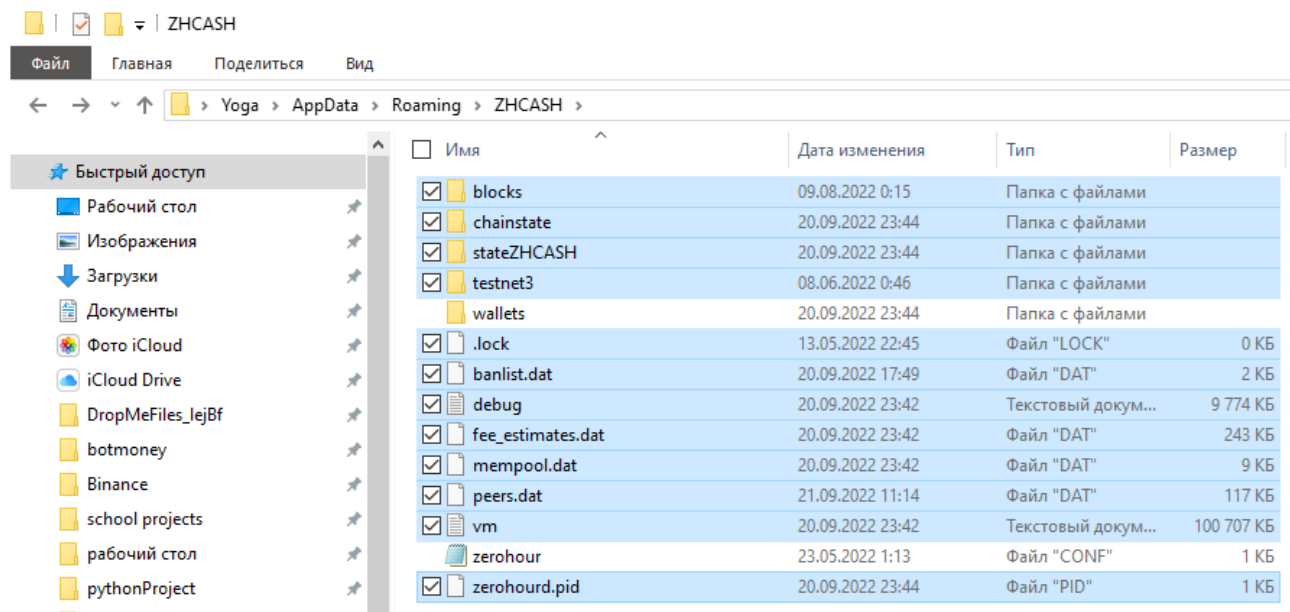 ZHCASH
Файл Главная Поделиться Вид
Yoga > AppData > Roaming > ZHCASH >
Имя Дата изменения Тип Размер
Быстрый доступ
Рабочий стол
Изображения
Загрузки
Документы
Фото iCloud
iCloud Drive
DropMeFiles_lejBf
botmoney
Binance
school projects
рабочий стол
pythonProject
blocks 09.08.2022 0:15 Папка с файлами
chainstate 20.09.2022 23:44 Папка с файлами
stateZHCASH 20.09.2022 23:44 Папка с файлами
testnet3 08.06.2022 0:46 Папка с файлами
wallets 20.09.2022 23:44 Папка с файлами
.lock 13.05.2022 22:45 Файл "LOCK" 0 КБ
banlist.dat 20.09.2022 17:49 Файл "DAT" 2 КБ
debug 20.09.2022 23:42 Текстовый докум... 9 774 КБ
fee_estimates.dat 20.09.2022 23:42 Файл "DAT" 243 КБ
mempool.dat 20.09.2022 23:42 Файл "DAT" 9 КБ
peers.dat 21.09.2022 11:14 Файл "DAT" 117 КБ
vm 20.09.2022 23:42 Текстовый докум... 100 707 КБ
zerohour 23.05.2022 1:13 Файл "CONF" 1 КБ
zerohourd.pid 20.09.2022 23:44 Файл "PID" 1 КБ